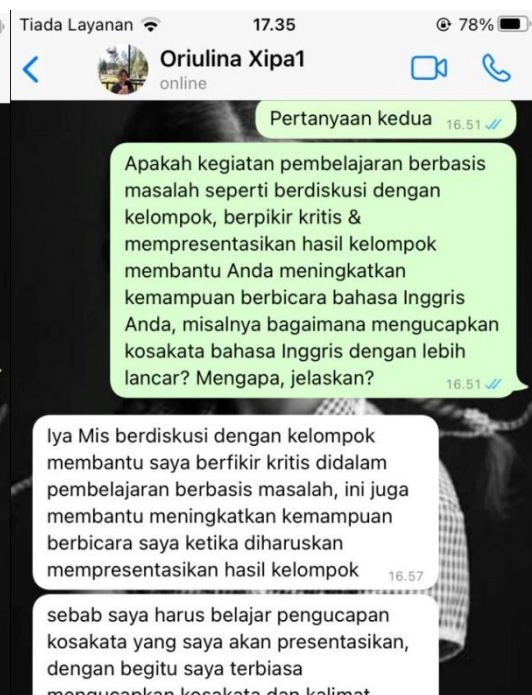 Tiada Layanan 17.35 78%
Oriulina Xipa1
online
Pertanyaan kedua 16.51
Apakah kegiatan pembelajaran berbasis
masalah seperti berdiskusi dengan
kelompok, berpikir kritis &
mempresentasikan hasil kelompok
membantu Anda meningkatkan
kemampuan berbicara bahasa Inggris
Anda, misalnya bagaimana mengucapkan
kosakata bahasa Inggris dengan lebih
lancar? Mengapa, jelaskan? 16.51
Iya Mis berdiskusi dengan kelompok
membantu saya berfikir kritis didalam
pembelajaran berbasis masalah, ini juga
membantu meningkatkan kemampuan
berbicara saya ketika diharuskan
mempresentasikan hasil kelompok 16.57
sebab saya harus belajar pengucapan
kosakata yang saya akan presentasikan,
dengan begitu saya terbiasa
mengucapkan kosakata dan kalimat